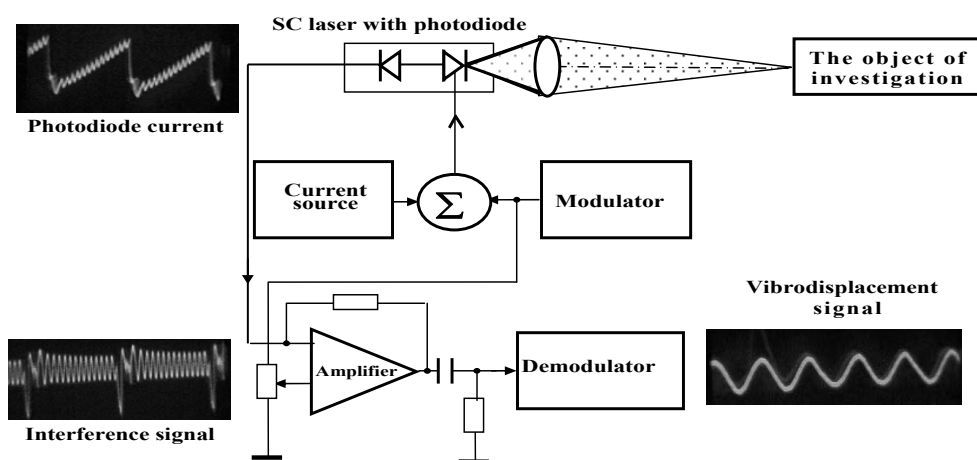 SC laser with photodiode
The object of
investigation
Photodiode current
Current
source
Σ
Modulator
Vibrodisplacement
signal
Amplifier
Demodulator
Interference signal